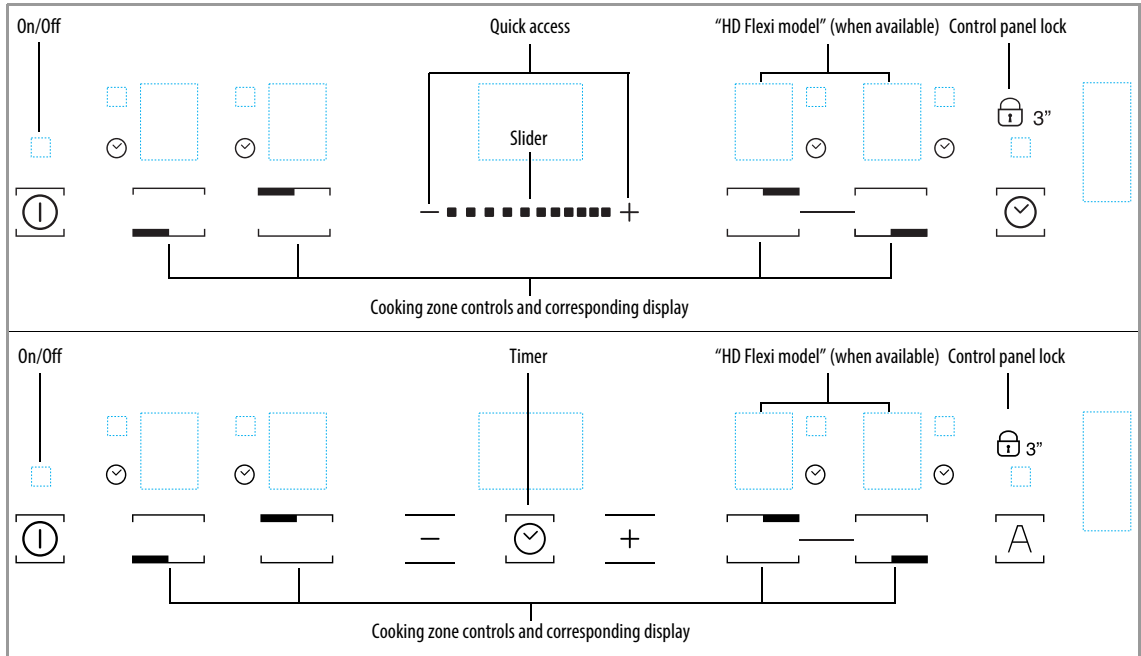 On/Off
Quick access
“HD Flexi model” (when available)
Control panel lock
3”
Slider
Cooking zone controls and corresponding display
On/Off
Timer
“HD Flexi model” (when available)
Control panel lock
3”
A
Cooking zone controls and corresponding display